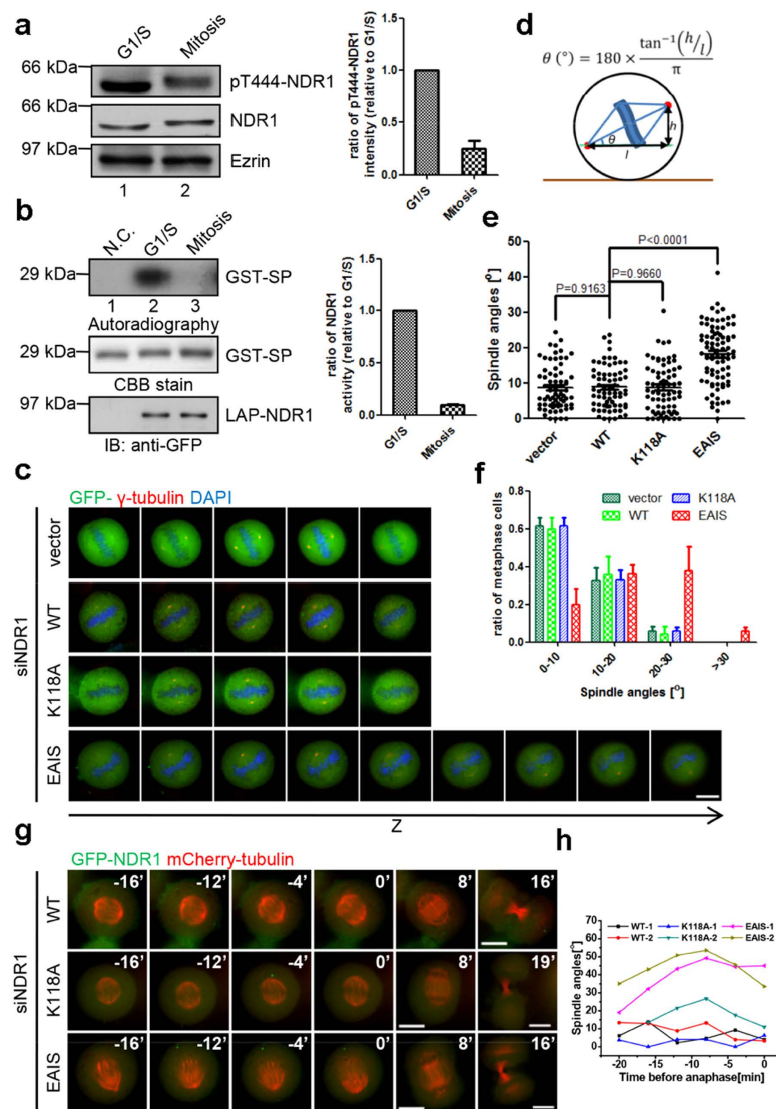 a
G1/S
Mitosis
66 kDa
pT444-NDR1
66 kDa
NDR1
97 kDa
Ezrin
1 2
ratio of pT444-NDR1
intensity (relative to G1/S)
1.5
1.0
0.5
0.0
G1/S
Mitosis
b
N.C.
G1/S
Mitosis
29 kDa
GST-SP
1 2 3
Autoradiography
29 kDa
GST-SP
CBB stain
97 kDa
LAP-NDR1
IB: anti-GFP
ratio of NDR1
activity (relative to G1/S)
1.5
1.0
0.5
0.0
G1/S
Mitosis
c
GFP- γ-tubulin DAPI
siNDR1
vector
WT
K118A
EAIS
Z
d
θ (°) = 180 × tan⁻¹(h/l) / π
h
θ
l
e
P<0.0001
P=0.9660
P=0.9163
Spindle angles [°]
50
40
30
20
10
0
vector
WT
K118A
EAIS
f
vector
K118A
WT
EAIS
ratio of metaphase cells
0.8
0.6
0.4
0.2
0.0
0-10
10-20
20-30
>30
Spindle angles [°]
g
GFP-NDR1 mCherry-tubulin
siNDR1
WT
-16' -12' -4' 0' 8' 16'
K118A
-16' -12' -4' 0' 8' 19'
EAIS
-16' -12' -4' 0' 8' 16'
h
WT-1 K118A-1 EAIS-1
WT-2 K118A-2 EAIS-2
Spindle angles[°]
70
60
50
40
30
20
10
0
-20 -15 -10 -5 0
Time before anaphase[min]